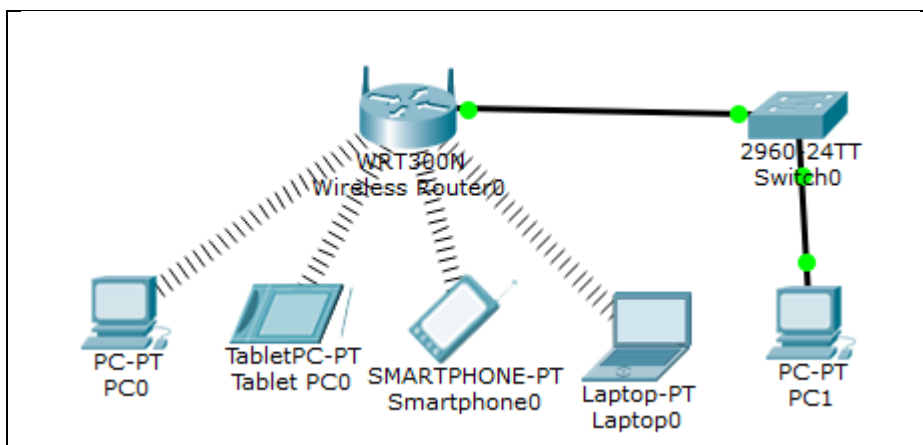 WRT300N
Wireless Router0
2960-24TT
Switch0
PC-PT
PC0
TabletPC-PT
Tablet PC0
SMARTPHONE-PT
Smartphone0
Laptop-PT
Laptop0
PC-PT
PC1